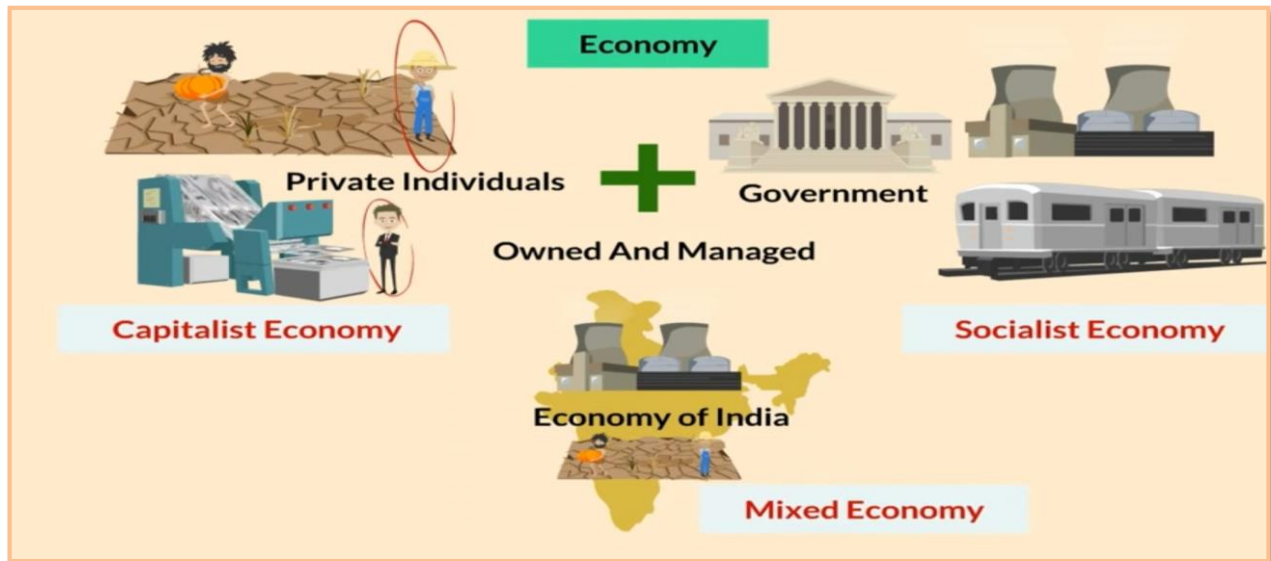 Economy
Private Individuals
Government
Owned And Managed
Capitalist Economy
Socialist Economy
Economy of India
Mixed Economy